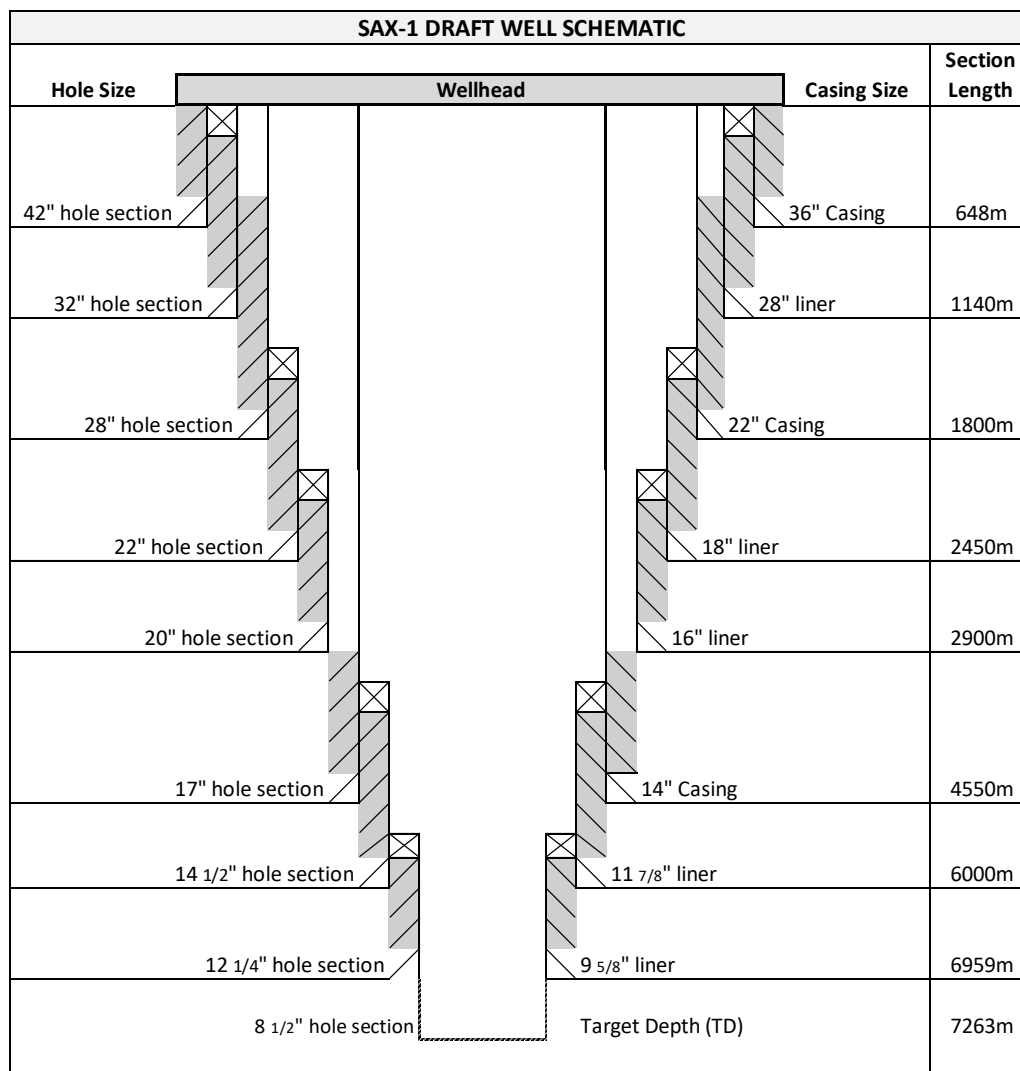 SAX-1 DRAFT WELL SCHEMATIC
Hole Size Wellhead Casing Size Section Length
42" hole section 36" Casing 648m
32" hole section 28" liner 1140m
28" hole section 22" Casing 1800m
22" hole section 18" liner 2450m
20" hole section 16" liner 2900m
17" hole section 14" Casing 4550m
14 1/2" hole section 11 7/8" liner 6000m
12 1/4" hole section 9 5/8" liner 6959m
8 1/2" hole section Target Depth (TD) 7263m